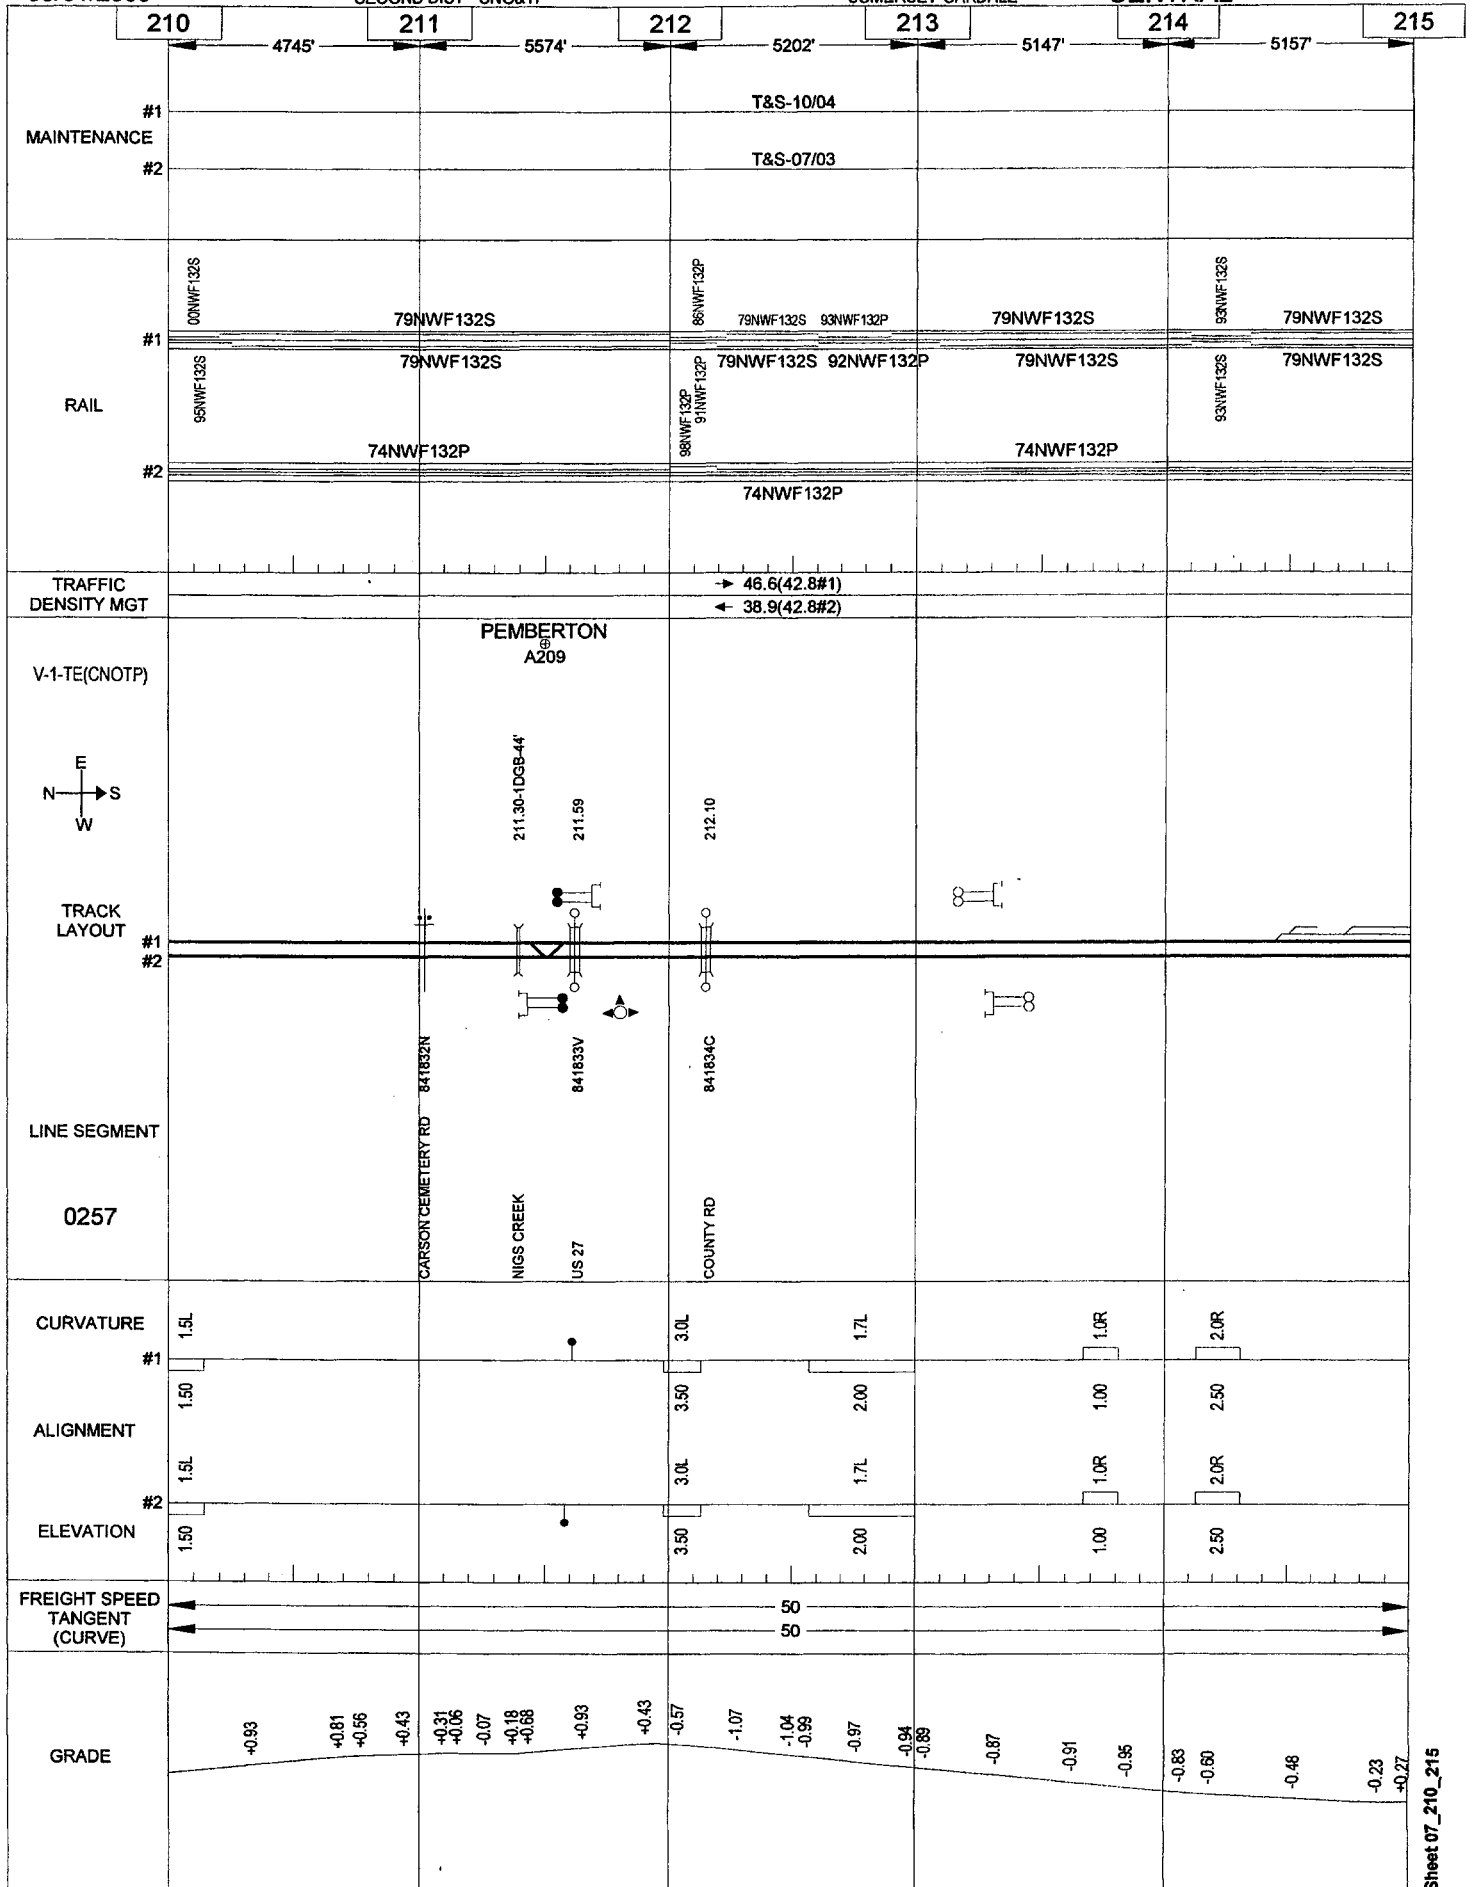 210 211 212 213 214 215
4745' 5574' 5202' 5147' 5157'
#1 T&S-10/04
MAINTENANCE
#2 T&S-07/03
00NWF132S 86NWF132P 93NWF132S
79NWF132S 79NWF132S 93NWF132P 79NWF132S 79NWF132S
#1
79NWF132S 79NWF132S 92NWF132P 79NWF132S 79NWF132S
95NWF132S 98NWF132P 91NWF132P 93NWF132S
RAIL
74NWF132P 74NWF132P
#2
74NWF132P
TRAFFIC
DENSITY MGT
46.6(42.8#1)
38.9(42.8#2)
PEMBERTON
A209
V-1-TE(CNOTP)
E
N S
W
211.30-1DGB-44' 211.59 212.10
TRACK
LAYOUT
#1
#2
841832N 841833V 841834C
LINE SEGMENT
0257
CARSON CEMETERY RD NIGS CREEK US 27 COUNTY RD
CURVATURE
1.5L 3.0L 1.7L 1.0R 2.0R
#1
1.50 3.50 2.00 1.00 2.50
ALIGNMENT
1.5L 3.0L 1.7L 1.0R 2.0R
#2
ELEVATION
1.50 3.50 2.00 1.00 2.50
FREIGHT SPEED
TANGENT
(CURVE)
50
50
GRADE
+0.93 +0.81 +0.56 +0.43 +0.31 +0.06 -0.07 +0.18 +0.68 +0.93 +0.43 -0.57 -1.07 -1.04 -0.99 -0.97 -0.94 -0.89 -0.87 -0.91 -0.95 -0.83 -0.60 -0.48 -0.23 +0.27
Sheet 07_210_215